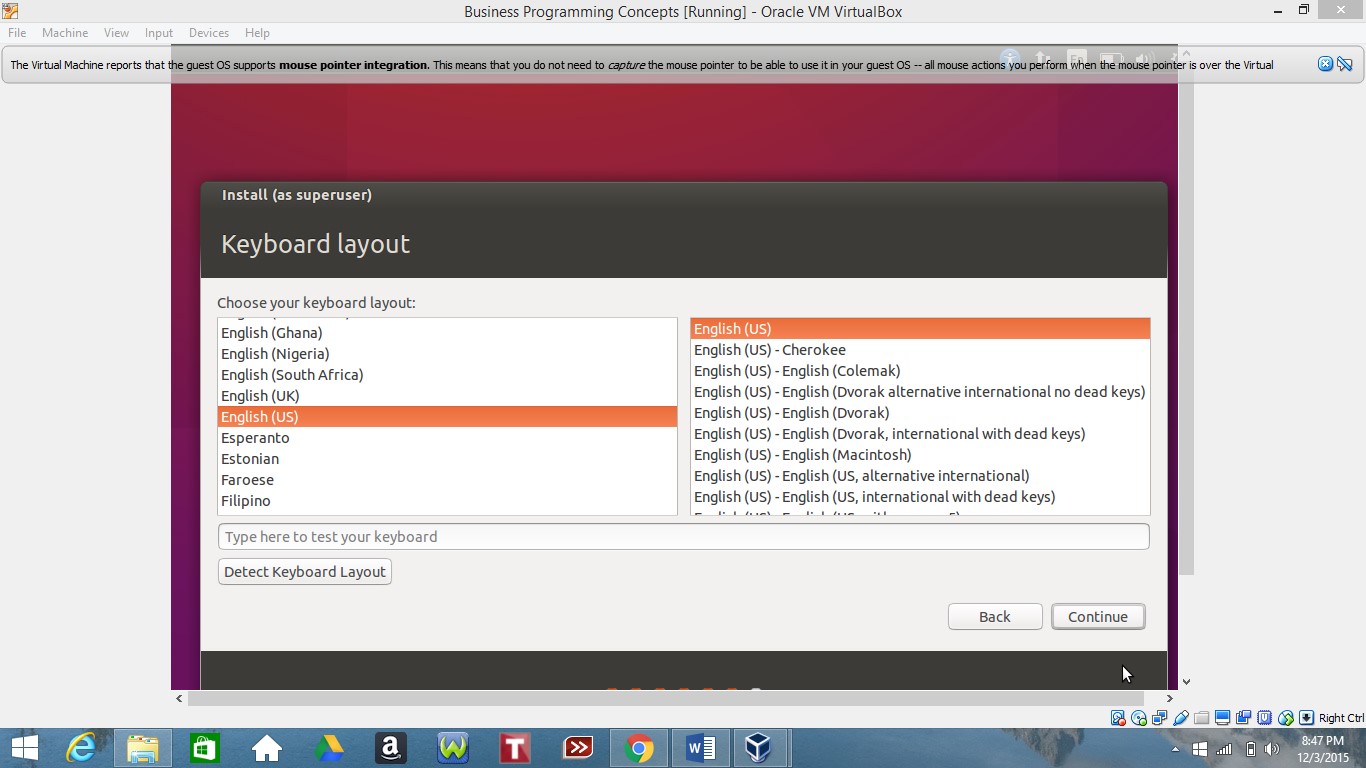 Business Programming Concepts [Running] - Oracle VM VirtualBox
File Machine View Input Devices Help
The Virtual Machine reports that the guest OS supports mouse pointer integration. This means that you do not need to capture the mouse pointer to be able to use it in your guest OS -- all mouse actions you perform when the mouse pointer is over the Virtual
Install (as superuser)
Keyboard layout
Choose your keyboard layout:
English (Ghana)
English (Nigeria)
English (South Africa)
English (UK)
English (US)
Esperanto
Estonian
Faroese
Filipino
English (US)
English (US) - Cherokee
English (US) - English (Colemak)
English (US) - English (Dvorak alternative international no dead keys)
English (US) - English (Dvorak)
English (US) - English (Dvorak, international with dead keys)
English (US) - English (Macintosh)
English (US) - English (US, alternative international)
English (US) - English (US, international with dead keys)
Type here to test your keyboard
Detect Keyboard Layout
Back Continue
Right Ctrl
8:47 PM
12/3/2015